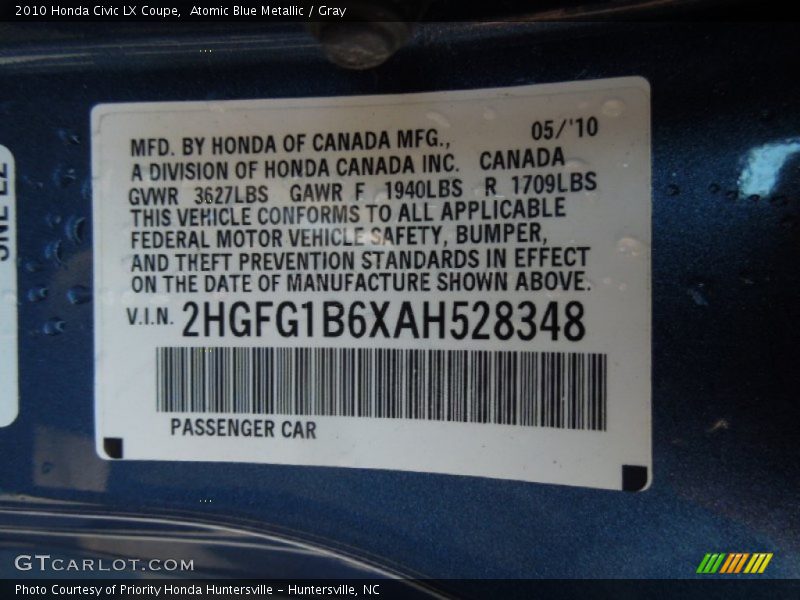 2010 Honda Civic LX Coupe,  Atomic Blue Metallic / Gray
MFD. BY HONDA OF CANADA MFG., 05/'10
A DIVISION OF HONDA CANADA INC. CANADA
GVWR 3627LBS GAWR F 1940LBS R 1709LBS
THIS VEHICLE CONFORMS TO ALL APPLICABLE
FEDERAL MOTOR VEHICLE SAFETY, BUMPER,
AND THEFT PREVENTION STANDARDS IN EFFECT
ON THE DATE OF MANUFACTURE SHOWN ABOVE.
V.I.N. 2HGFG1B6XAH528348
PASSENGER CAR
GTCARLOT.COM
Photo Courtesy of Priority Honda Huntersville - Huntersville, NC